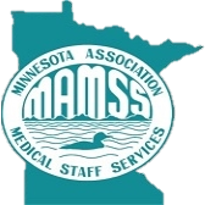 MINNESOTA ASSOCIATION
MAMSS
MEDICAL STAFF SERVICES